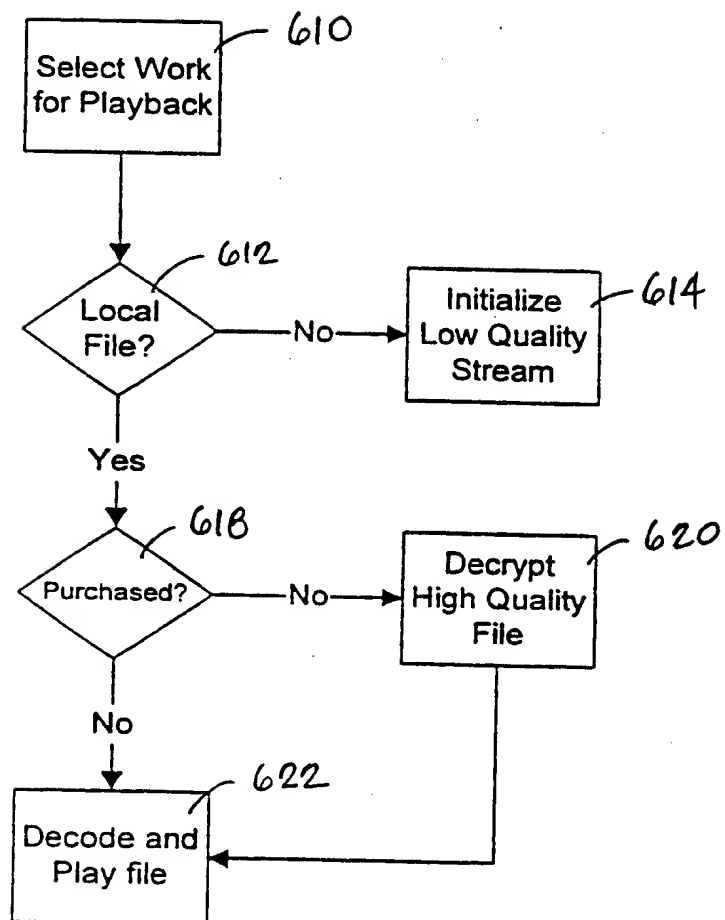 610
Select Work
for Playback
612
Local
File?
No
614
Initialize
Low Quality
Stream
Yes
618
Purchased?
No
620
Decrypt
High Quality
File
No
622
Decode and
Play file